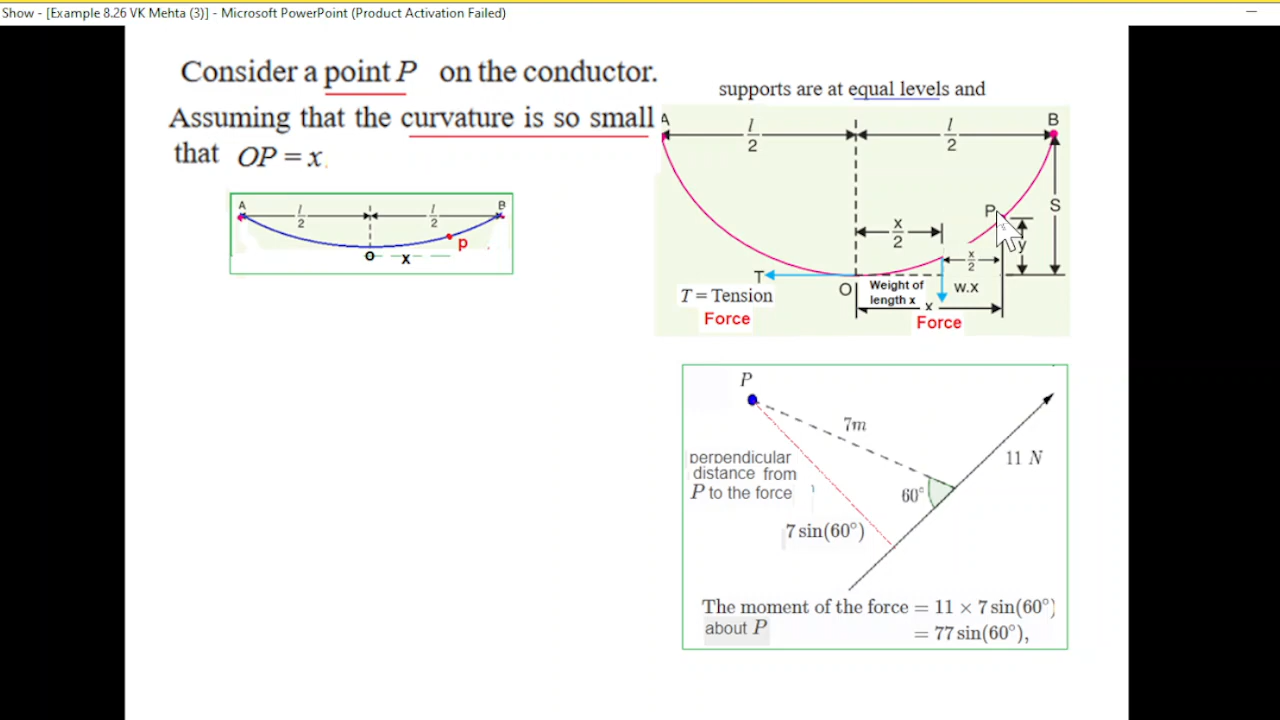 Show - [Example 8.26 VK Mehta (3)] - Microsoft PowerPoint (Product Activation Failed)
Consider a point P on the conductor.
Assuming that the curvature is so small
that OP = x.
A l/2 l/2 B
P
O x
supports are at equal levels and
A l/2 l/2 B
P S
x/2 y
x/2
T
O Weight of length x W.X
T = Tension x
Force Force
P
7m
11 N
perpendicular
distance from
P to the force
60°
7 sin(60°)
The moment of the force = 11 × 7 sin(60°)
about P = 77 sin(60°),